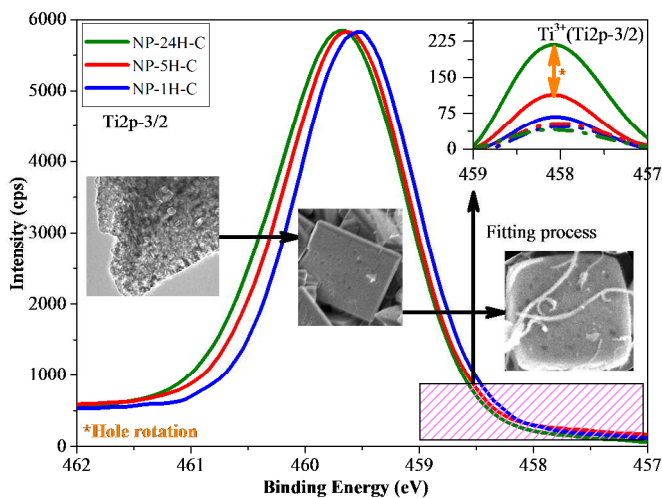 6000
5000
4000
3000
2000
1000
0
Intensity (cps)
NP-24H-C
NP-5H-C
NP-1H-C
Ti2p-3/2
Ti³⁺(Ti2p-3/2)
225
150
75
0
*
459 458 457
Fitting process
*Hole rotation
462 461 460 459 458 457
Binding Energy (eV)